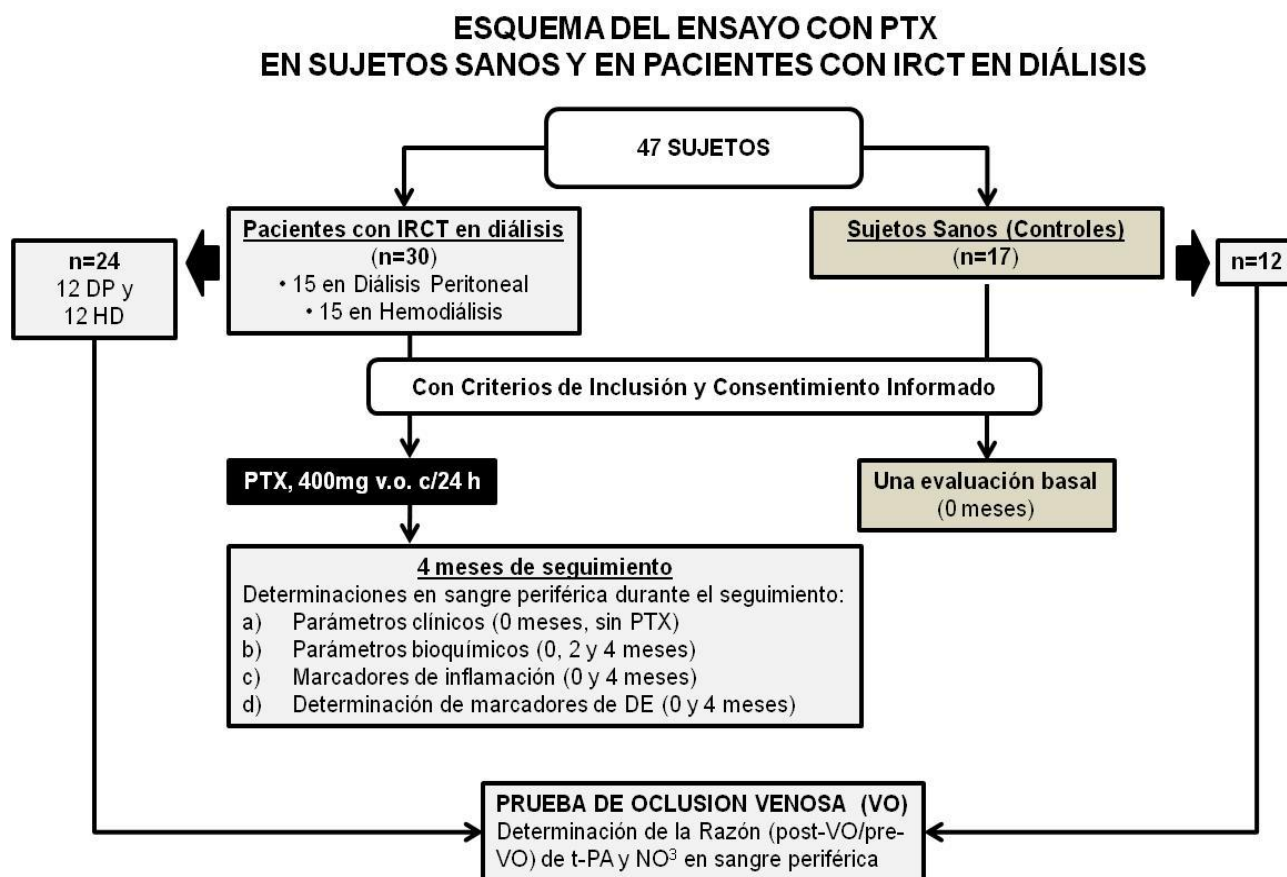 ESQUEMA DEL ENSAYO CON PTX
EN SUJETOS SANOS Y EN PACIENTES CON IRCT EN DIÁLISIS
47 SUJETOS
Pacientes con IRCT en diálisis
(n=30)
• 15 en Diálisis Peritoneal
• 15 en Hemodiálisis
Sujetos Sanos (Controles)
(n=17)
n=24
12 DP y
12 HD
n=12
Con Criterios de Inclusión y Consentimiento Informado
PTX, 400mg v.o. c/24 h
Una evaluación basal
(0 meses)
4 meses de seguimiento
Determinaciones en sangre periférica durante el seguimiento:
a) Parámetros clínicos (0 meses, sin PTX)
b) Parámetros bioquímicos (0, 2 y 4 meses)
c) Marcadores de inflamación (0 y 4 meses)
d) Determinación de marcadores de DE (0 y 4 meses)
PRUEBA DE OCLUSION VENOSA (VO)
Determinación de la Razón (post-VO/pre-
VO) de t-PA y NO³ en sangre periférica